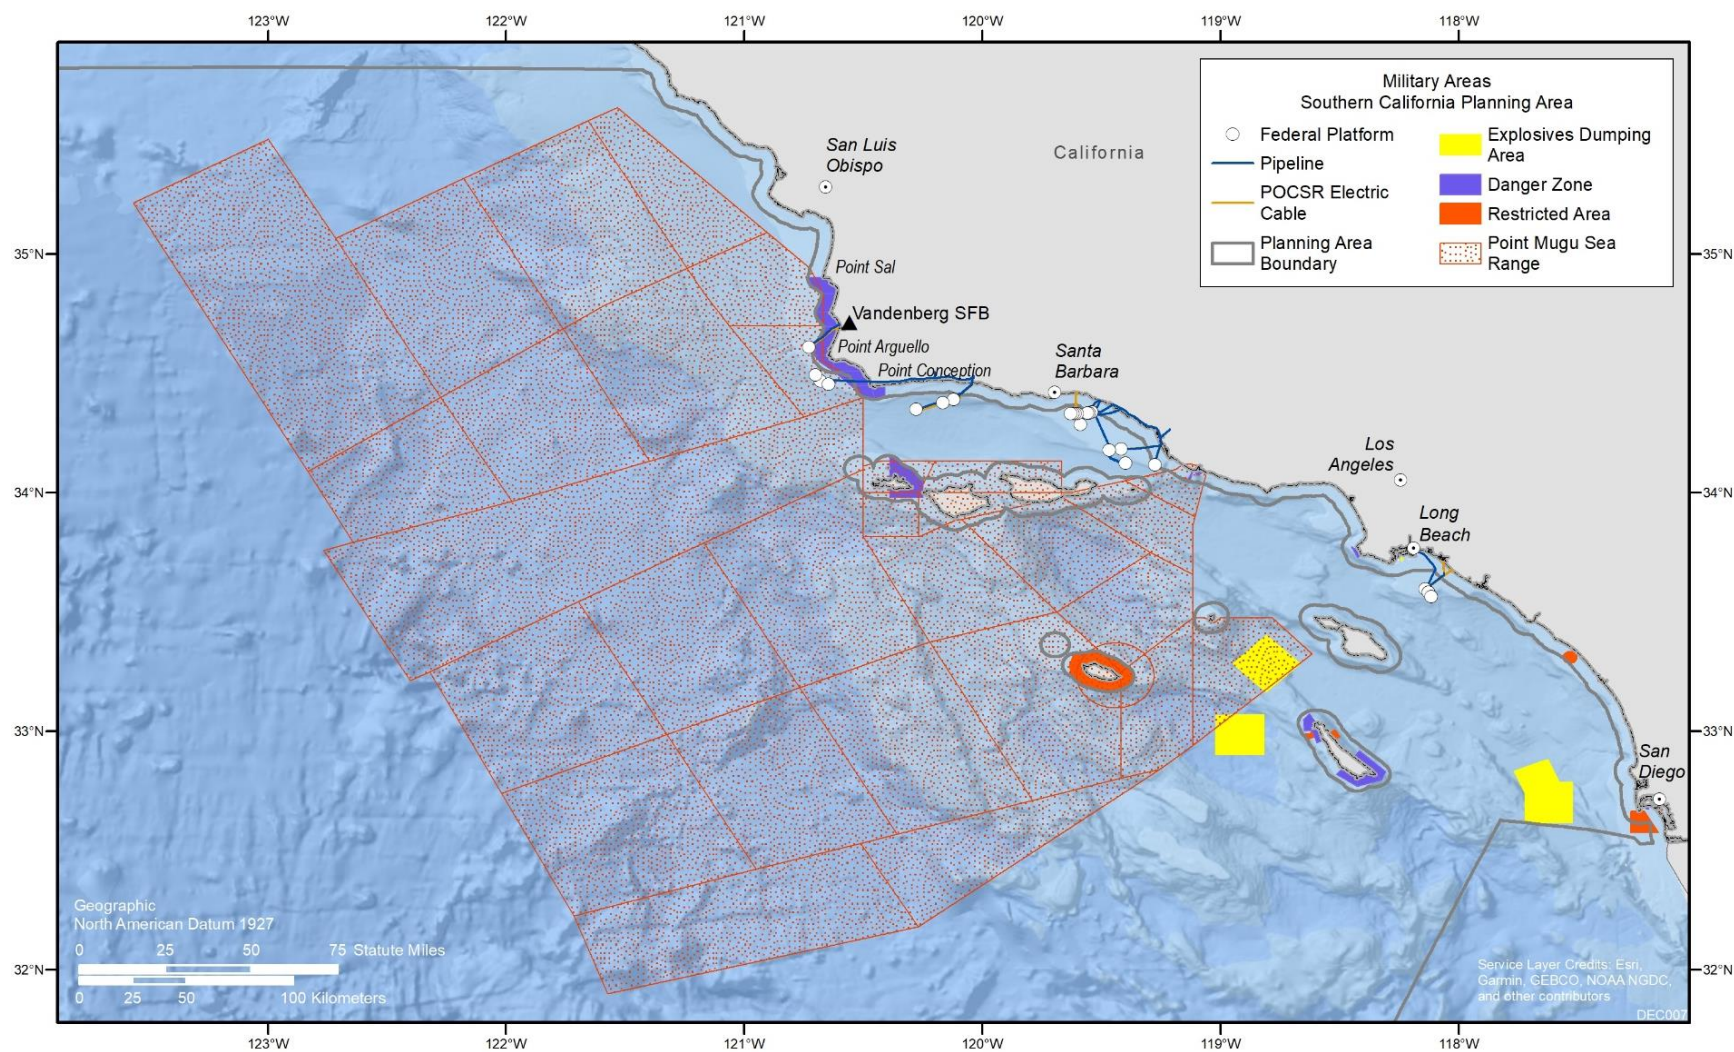 123°W
122°W
121°W
120°W
119°W
118°W
Military Areas
Southern California Planning Area
Federal Platform
Pipeline
POCSR Electric
Cable
Planning Area
Boundary
Explosives Dumping
Area
Danger Zone
Restricted Area
Point Mugu Sea
Range
California
San Luis
Obispo
35°N
35°N
Point Sal
Vandenberg SFB
Point Arguello
Point Conception
Santa
Barbara
Los
Angeles
34°N
34°N
Long
Beach
33°N
33°N
San
Diego
Geographic
North American Datum 1927
0 25 50 75 Statute Miles
0 25 50 100 Kilometers
32°N
32°N
Service Layer Credits: Esri,
Garmin, GEBCO, NOAA NGDC,
and other contributors
DEC007
123°W
122°W
121°W
120°W
119°W
118°W